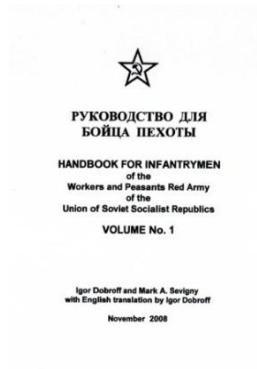 РУКОВОДСТВО ДЛЯ
БОЙЦА ПЕХОТЫ
HANDBOOK FOR INFANTRYMEN
of the
Workers and Peasants Red Army
of the
Union of Soviet Socialist Republics
VOLUME No. 1
Igor Dobroff and Mark A. Sevigny
with English translation by Igor Dobroff
November 2008